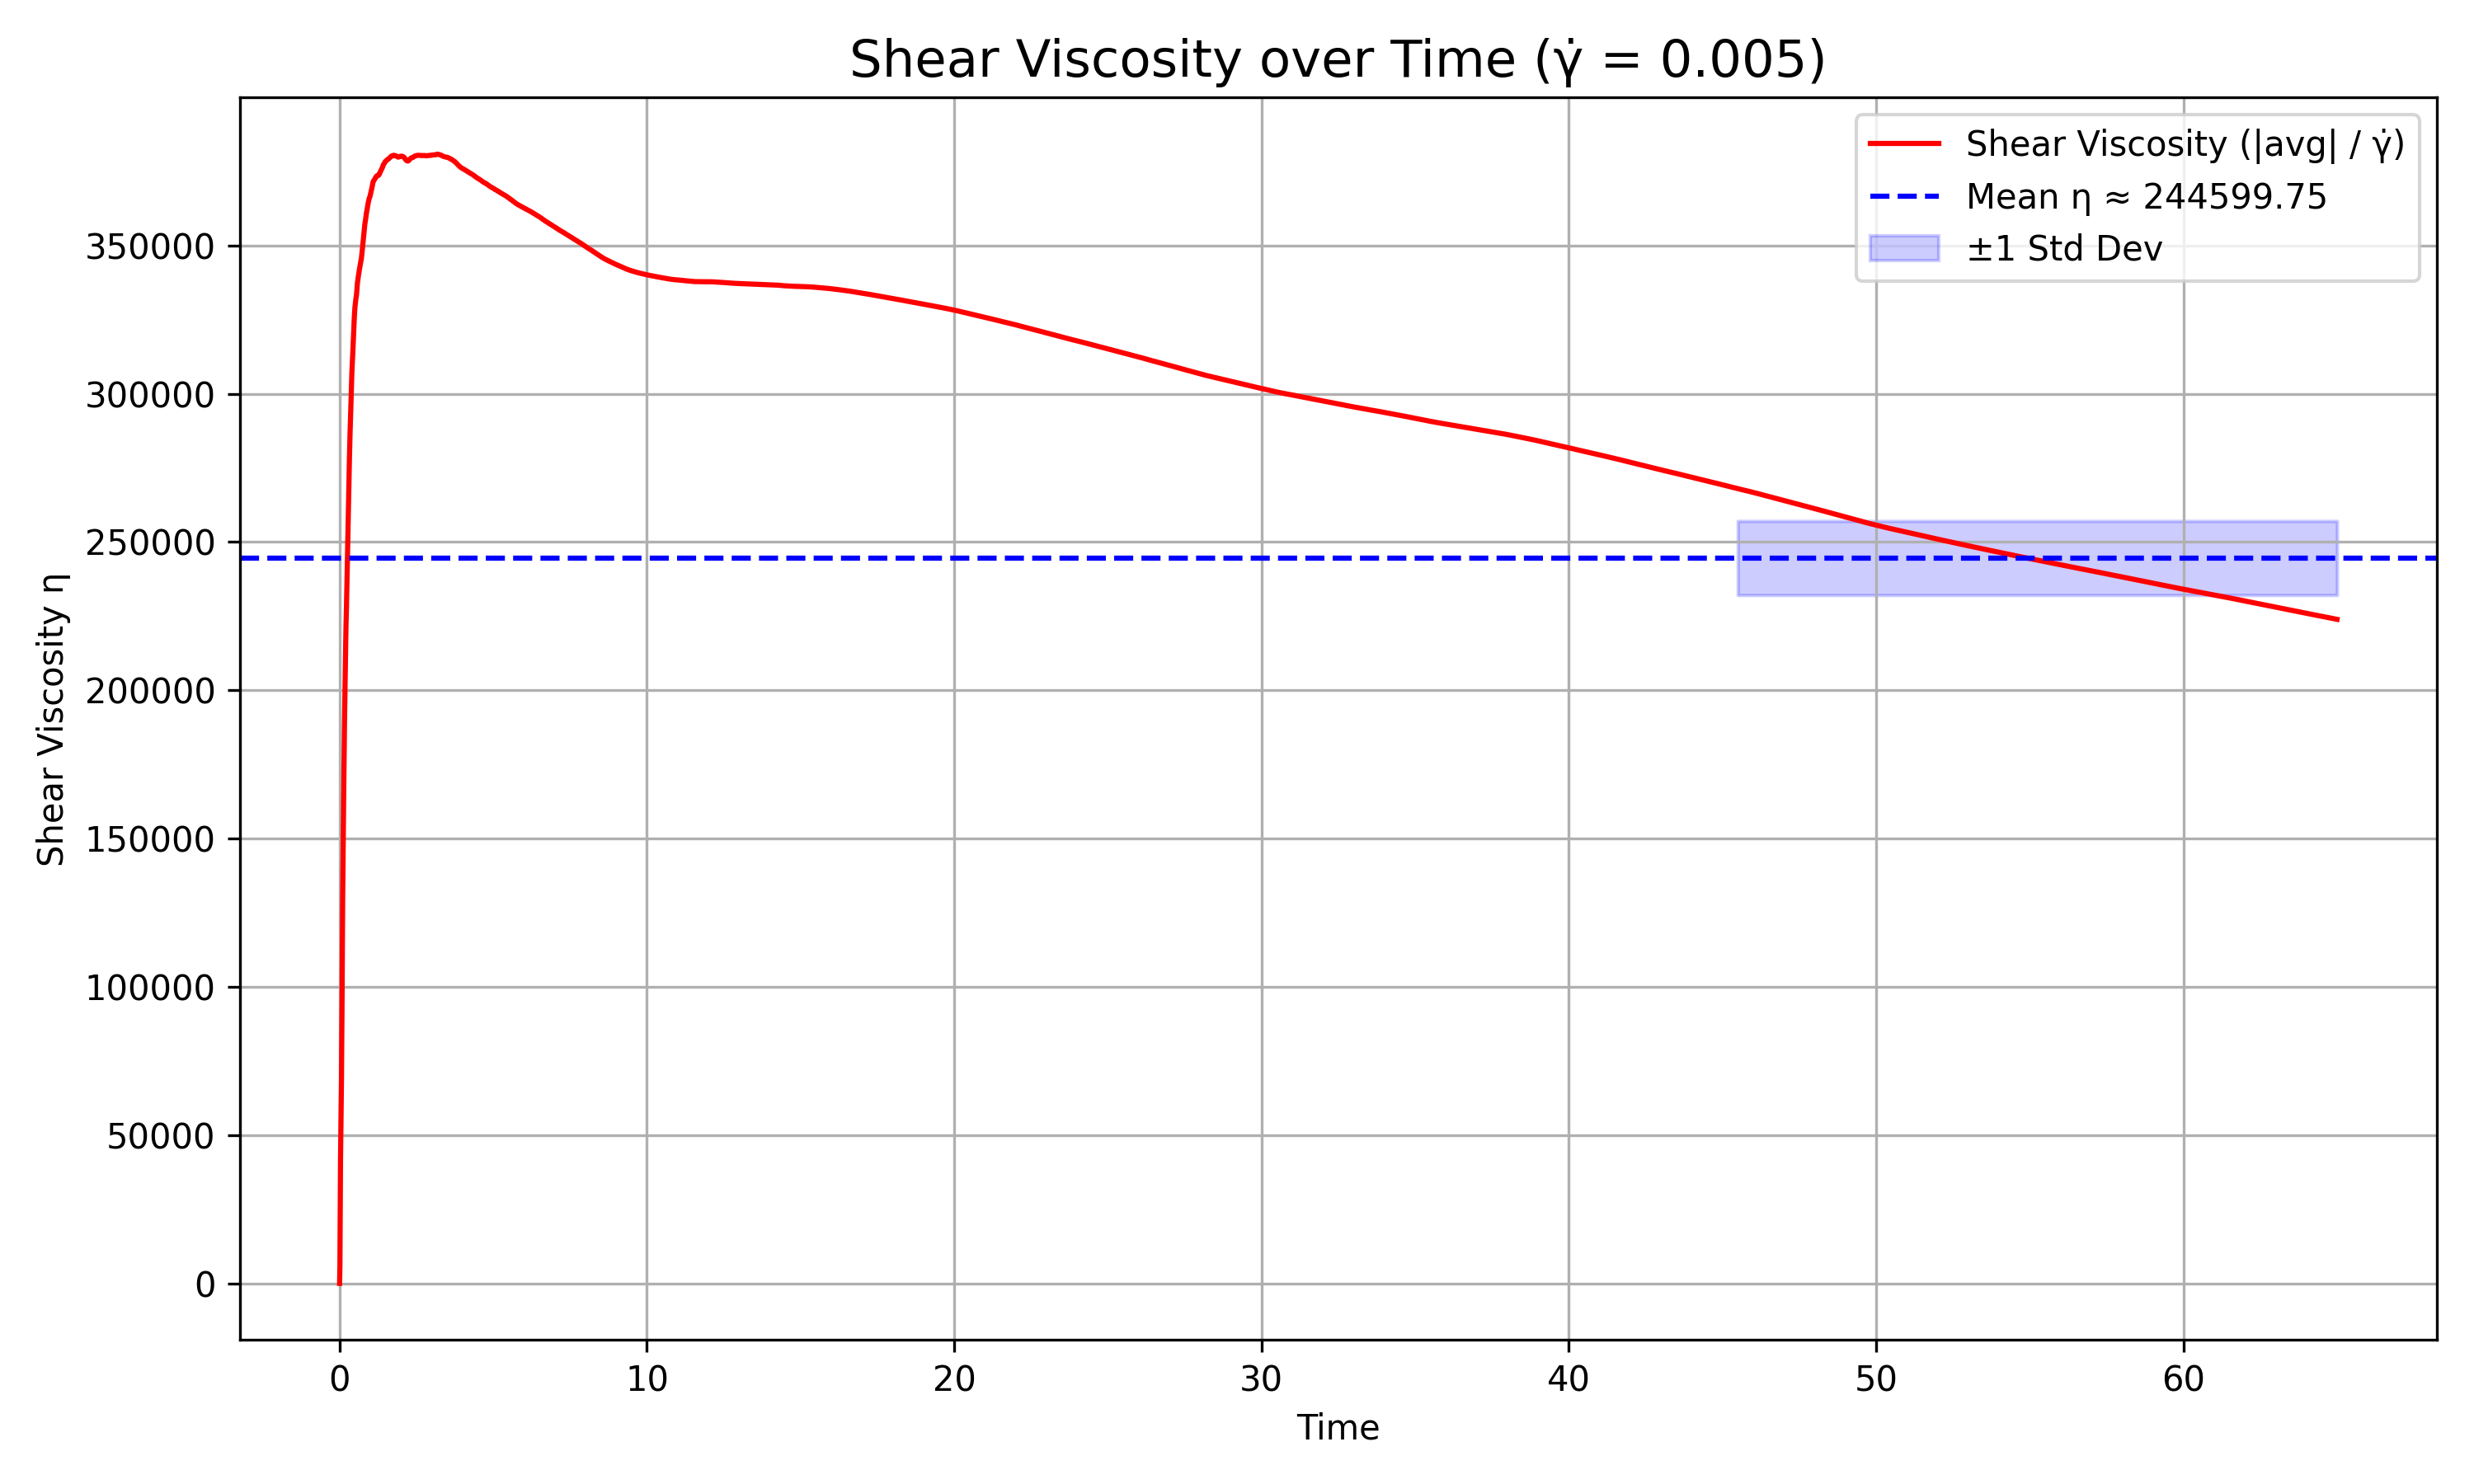 Shear Viscosity over Time (γ̇ = 0.005)
Shear Viscosity (|avg| / γ̇)
Mean η ≈ 244599.75
±1 Std Dev
Shear Viscosity η
350000
300000
250000
200000
150000
100000
50000
0
0 10 20 30 40 50 60
Time